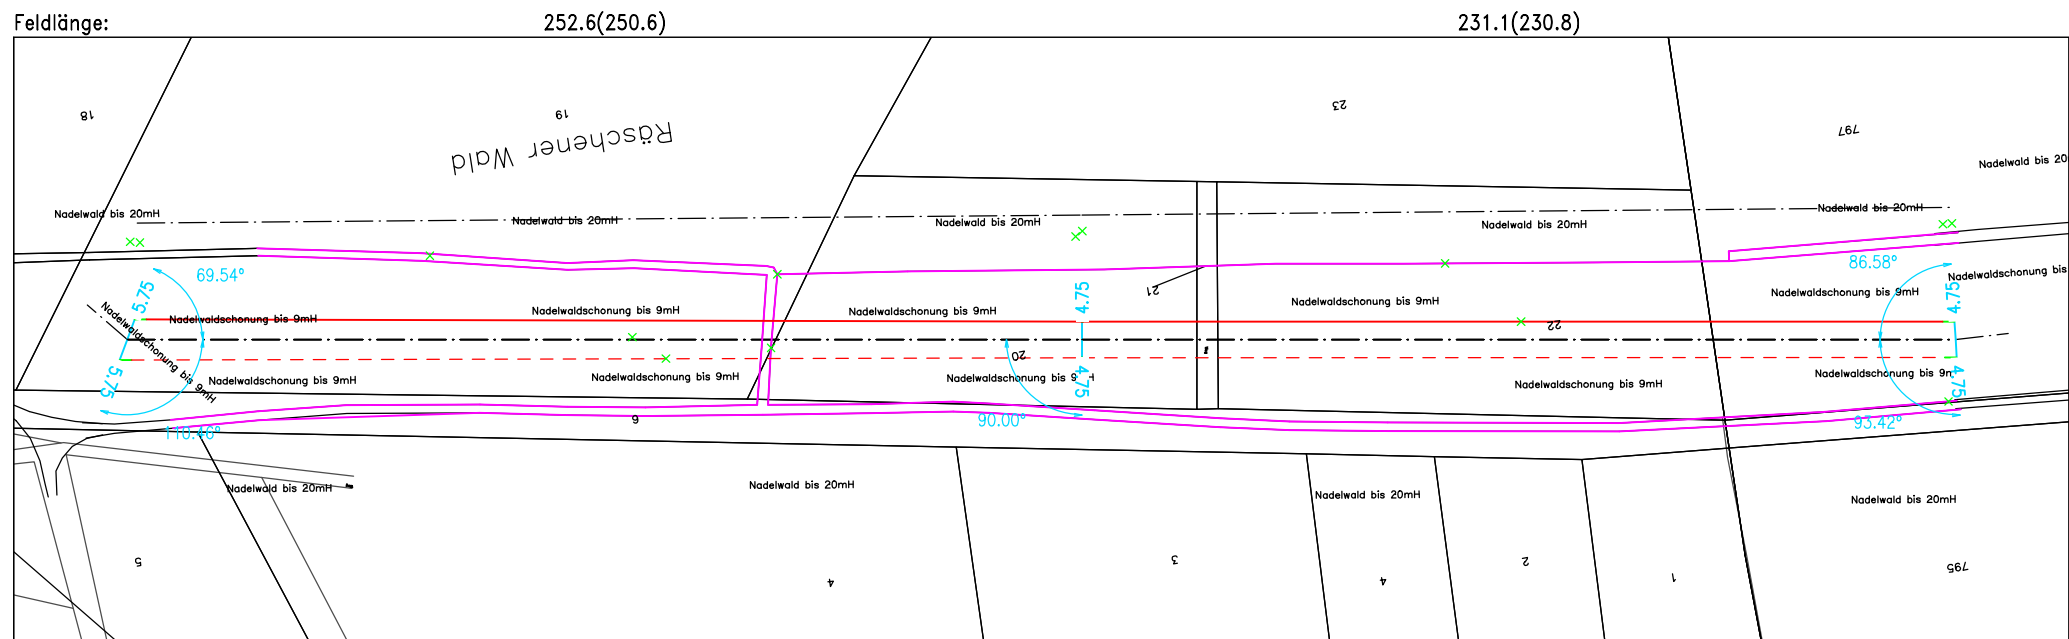 Feldlänge: 252.6(250.6) 231.1(230.8)
18
19
23
797
Räschener Wald
Nadelwald bis 20
Nadelwald bis 20mH
Nadelwald bis 20mH
Nadelwald bis 20mH
Nadelwald bis 20mH
Nadelwald bis 20mH
69.54°
86.58°
Nadelwaldschonung bis
5.75
4.75
4.75
21
Nadelwaldschonung bis 9mH
Nadelwaldschonung bis 9mH
Nadelwaldschonung bis 9mH
Nadelwaldschonung bis 9mH
Nadelwaldschonung bis 9mH
Nadelwaldschonung bis 9mH
22
20
5.75
4.75
4.75
Nadelwaldschonung bis 9mH
Nadelwaldschonung bis 9mH
Nadelwaldschonung bis 9mH
Nadelwaldschonung bis 9mH
Nadelwaldschonung bis 9m
110.46°
6
90.00°
93.42°
Nadelwald bis 20mH
Nadelwald bis 20mH
Nadelwald bis 20mH
Nadelwald bis 20mH
5
4
3
4
2
1
795